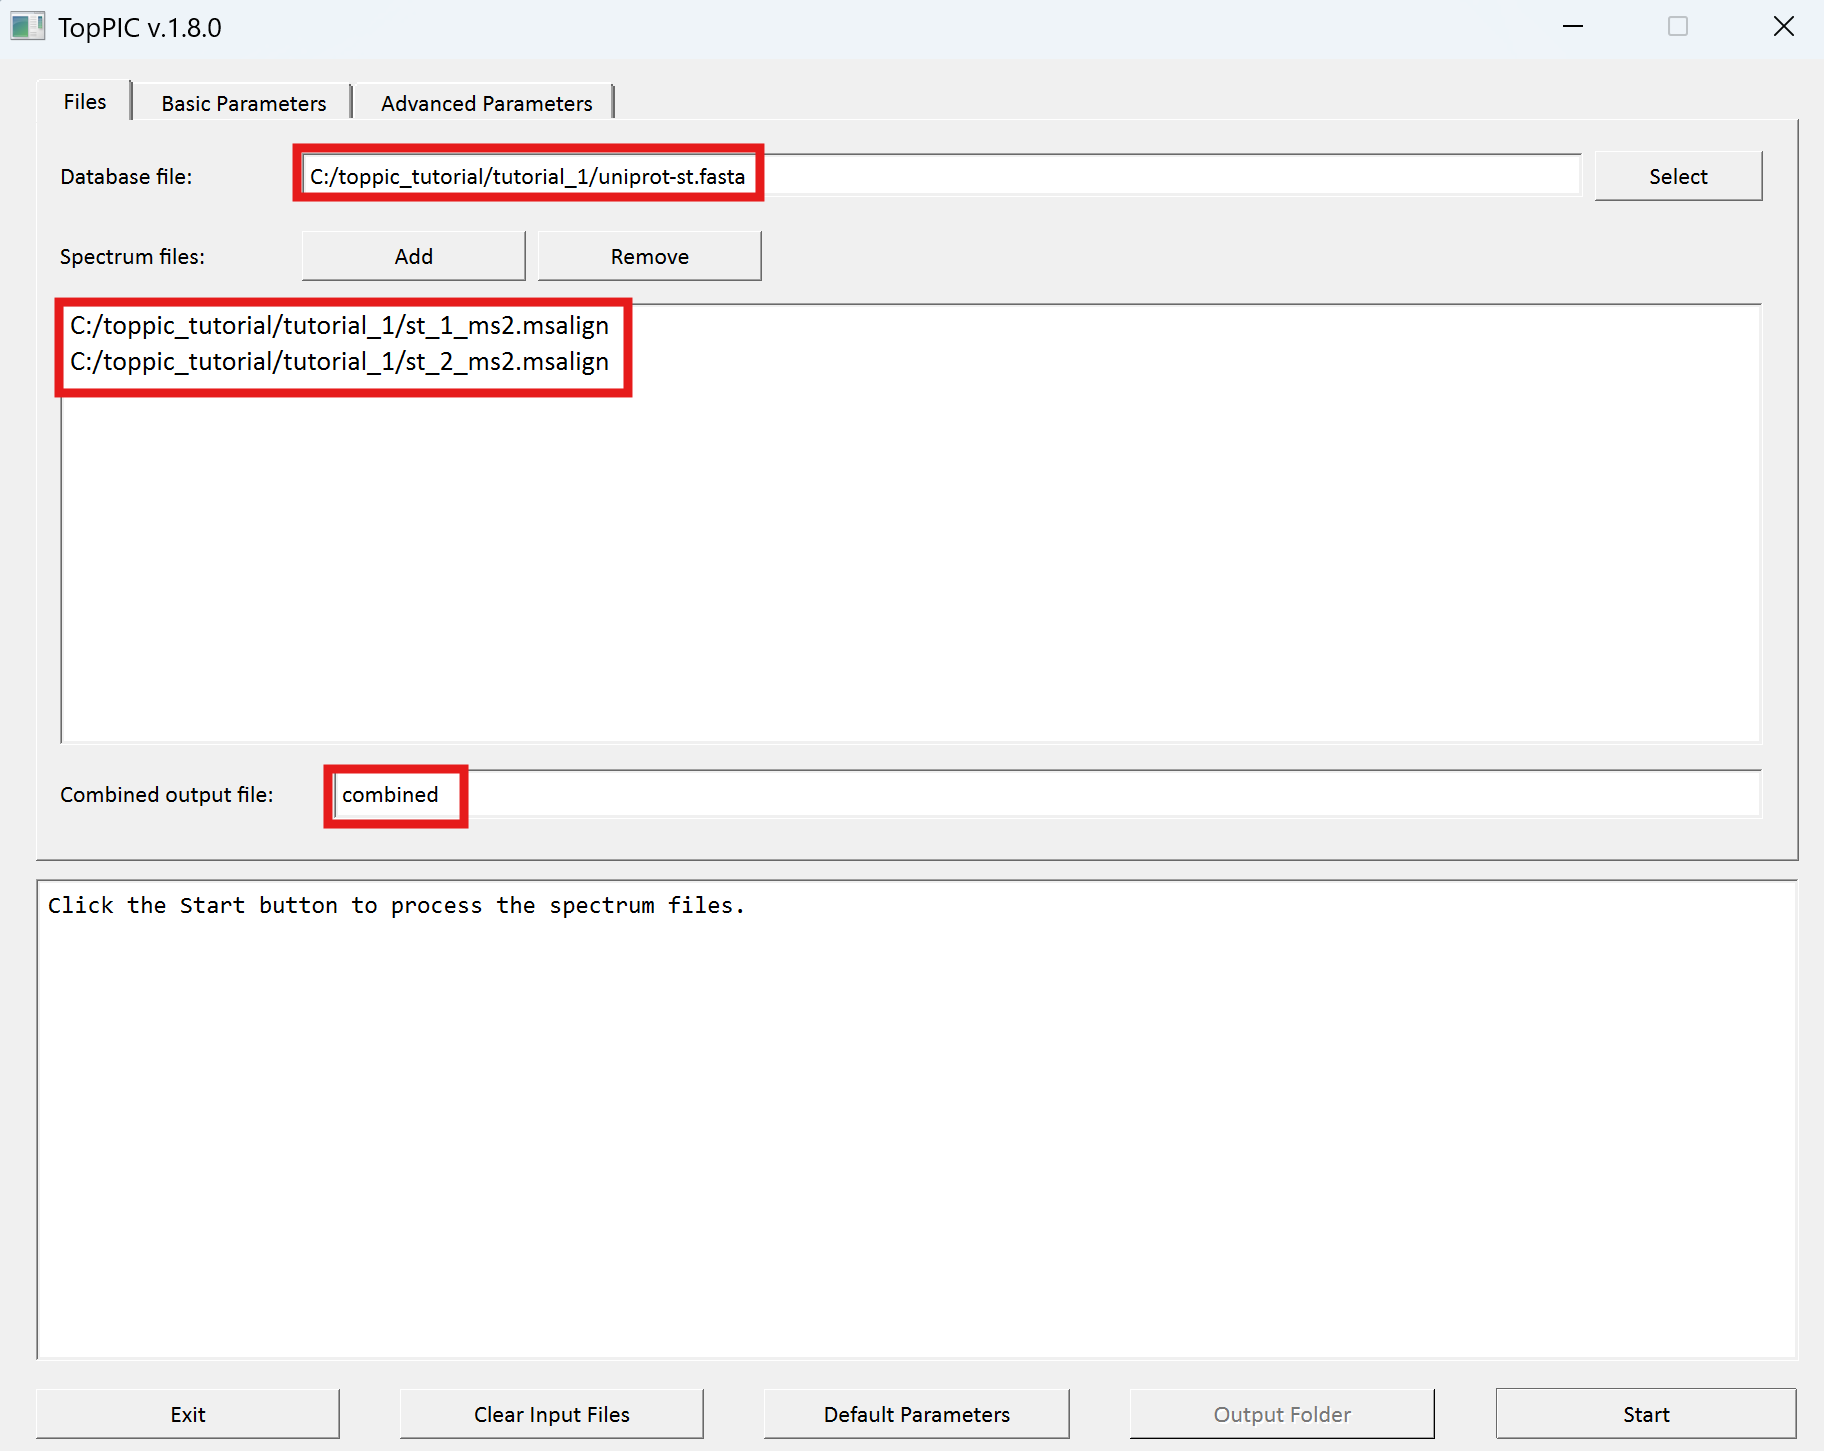 TopPIC v.1.8.0
Files Basic Parameters Advanced Parameters
Database file: C:/toppic_tutorial/tutorial_1/uniprot-st.fasta Select
Spectrum files: Add Remove
C:/toppic_tutorial/tutorial_1/st_1_ms2.msalign
C:/toppic_tutorial/tutorial_1/st_2_ms2.msalign
Combined output file: combined
Click the Start button to process the spectrum files.
Exit Clear Input Files Default Parameters Output Folder Start